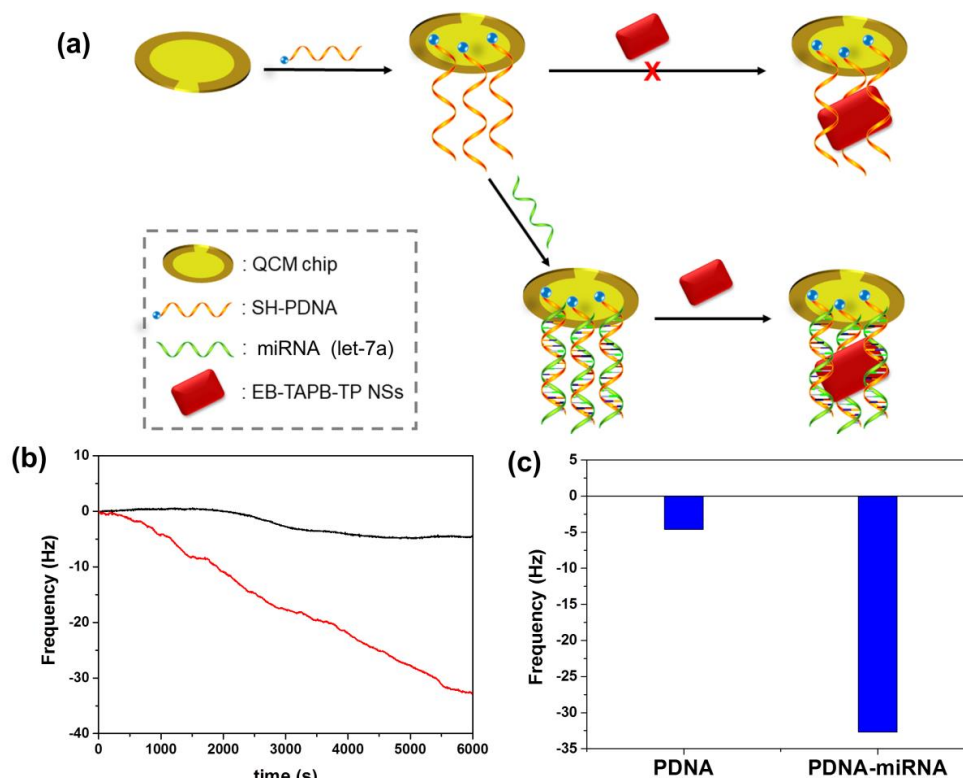 (a)
X
: QCM chip
: SH-PDNA
: miRNA (let-7a)
: EB-TAPB-TP NSs
(b)
10
0
-10
-20
-30
-40
Frequency (Hz)
0 1000 2000 3000 4000 5000 6000
time (s)
(c)
5
0
-5
-10
-15
-20
-25
-30
-35
Frequency (Hz)
PDNA PDNA-miRNA